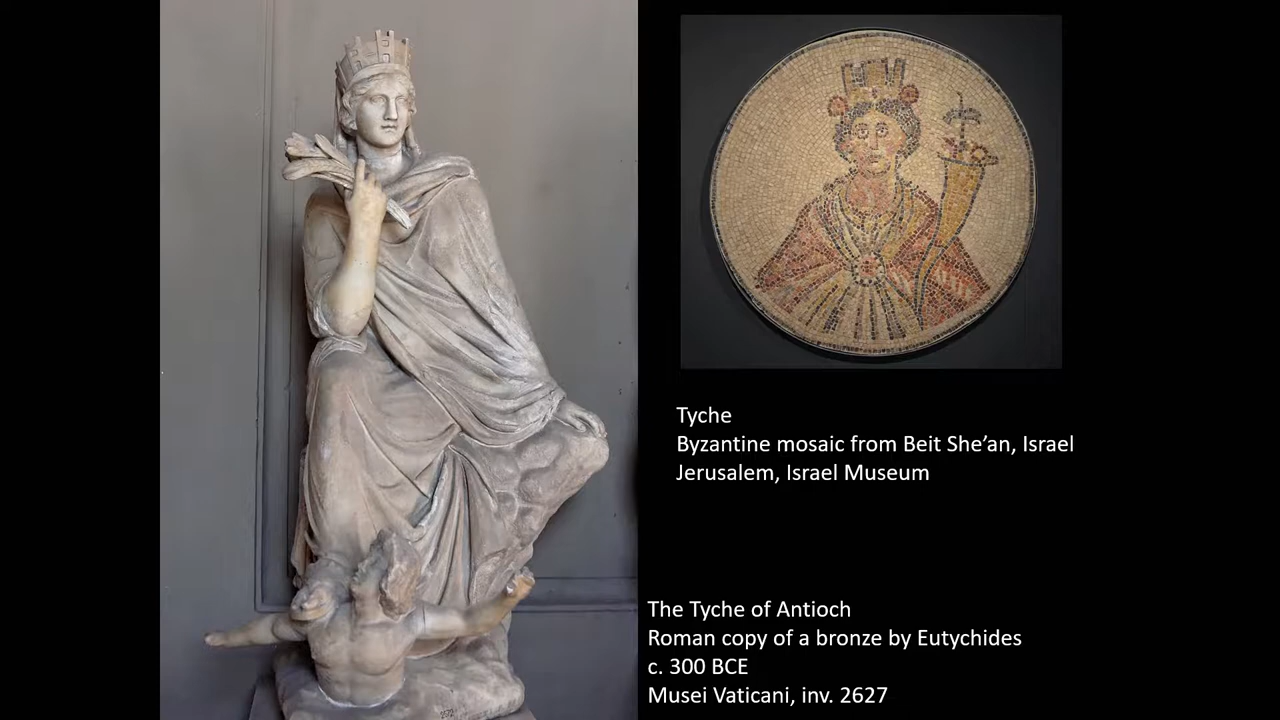 Tyche
Byzantine mosaic from Beit She’an, Israel
Jerusalem, Israel Museum
The Tyche of Antioch
Roman copy of a bronze by Eutychides
c. 300 BCE
Musei Vaticani, inv. 2627